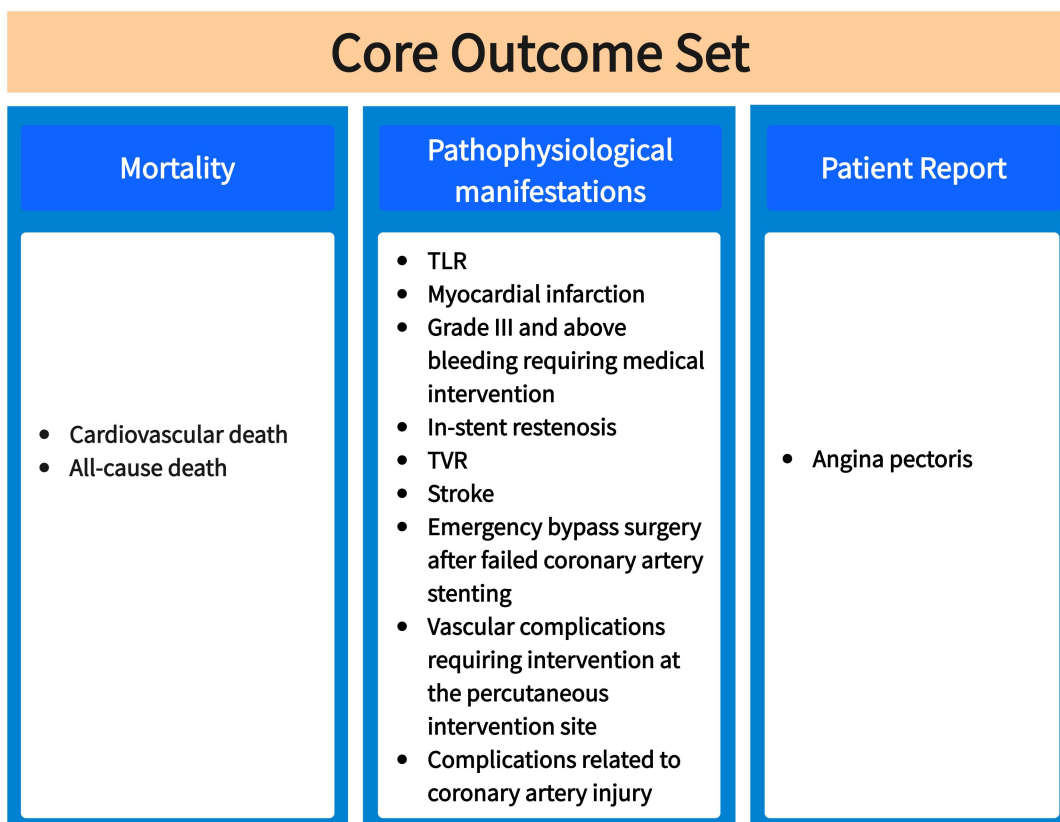 Core Outcome Set
Mortality
• Cardiovascular death
• All-cause death
Pathophysiological
manifestations
• TLR
• Myocardial infarction
• Grade III and above
bleeding requiring medical
intervention
• In-stent restenosis
• TVR
• Stroke
• Emergency bypass surgery
after failed coronary artery
stenting
• Vascular complications
requiring intervention at
the percutaneous
intervention site
• Complications related to
coronary artery injury
Patient Report
• Angina pectoris